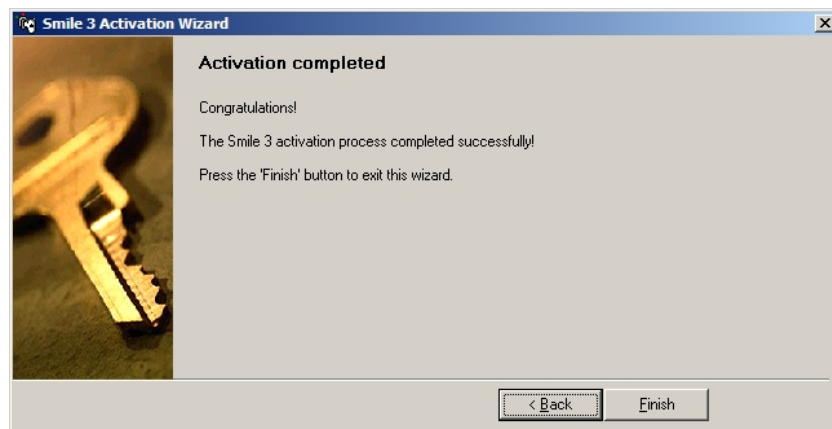 Smile 3 Activation Wizard
Activation completed
Congratulations!
The Smile 3 activation process completed successfully!
Press the 'Finish' button to exit this wizard.
< Back
Finish